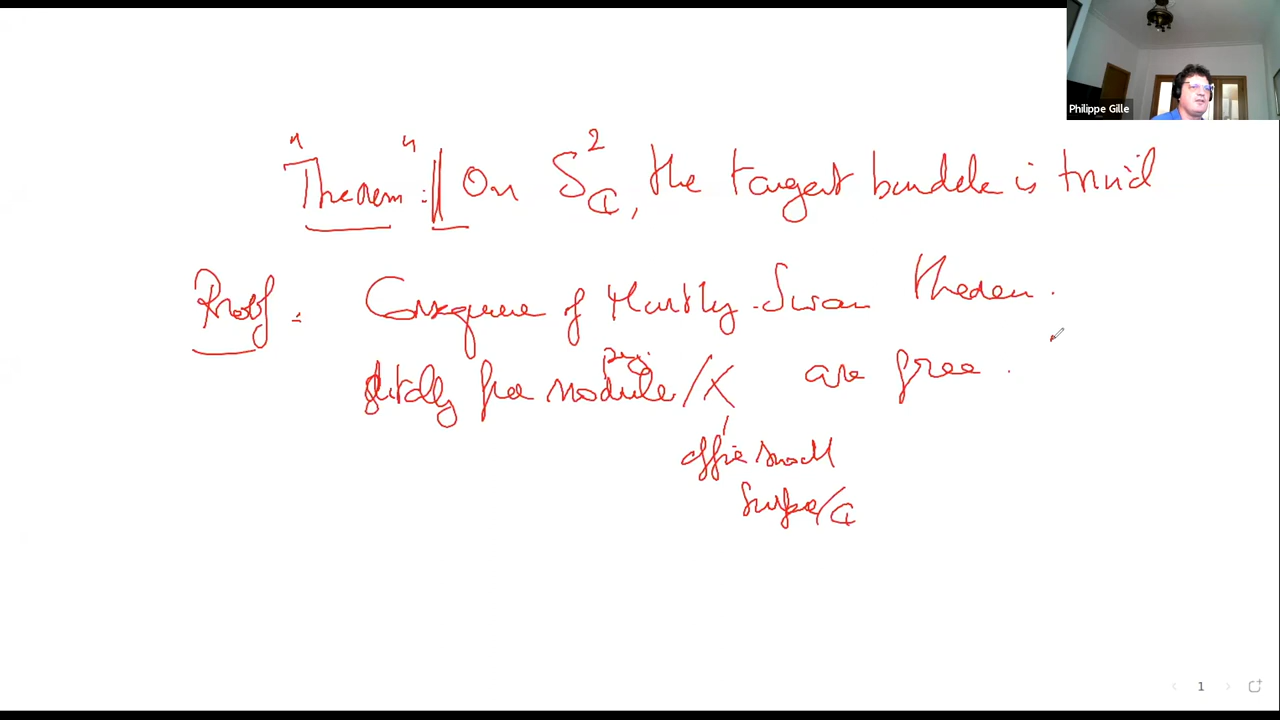 Philippe Gille
"Theorem" : On S²_ℂ, the tangent bundle is trivial
Proof : Consequence of Murthy-Swan theorem.
stably free module / X are free.
proj.
affine smooth
surface/ℂ
1